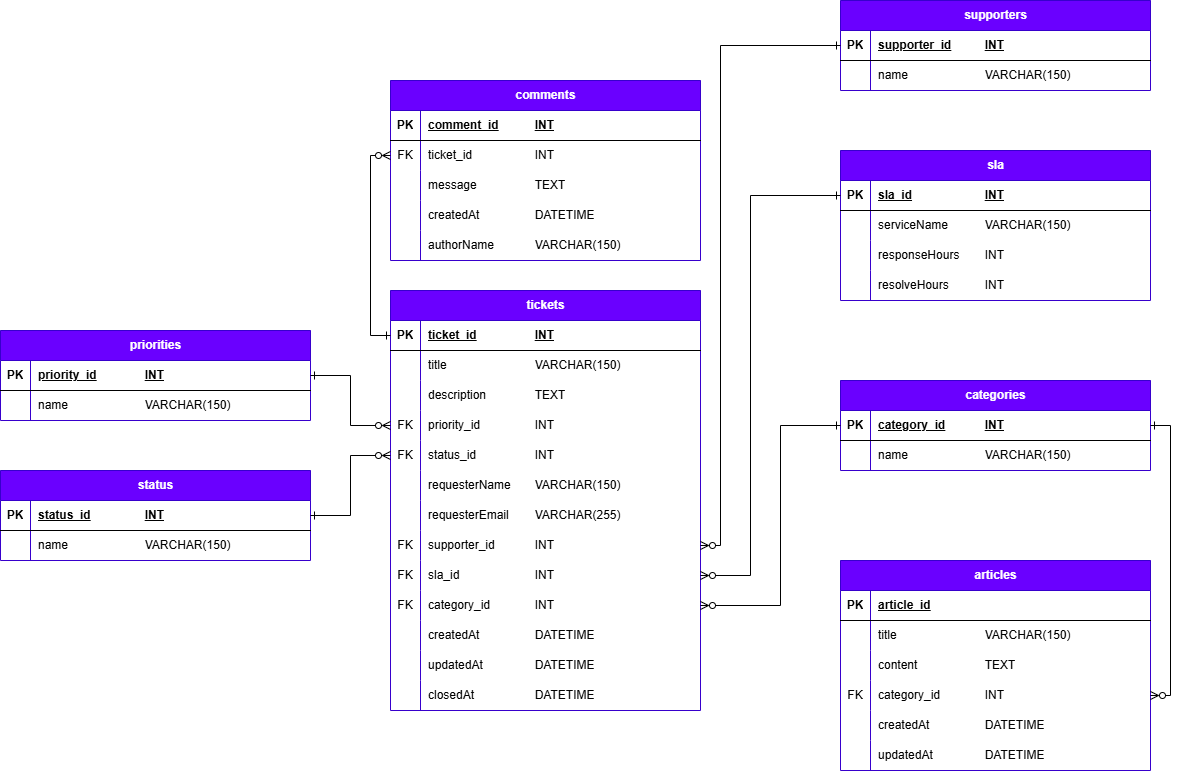 supporters
PK supporter_id INT
name VARCHAR(150)
comments
PK comment_id INT
FK ticket_id INT
message TEXT
createdAt DATETIME
authorName VARCHAR(150)
sla
PK sla_id INT
serviceName VARCHAR(150)
responseHours INT
resolveHours INT
tickets
PK ticket_id INT
title VARCHAR(150)
description TEXT
FK priority_id INT
FK status_id INT
requesterName VARCHAR(150)
requesterEmail VARCHAR(255)
FK supporter_id INT
FK sla_id INT
FK category_id INT
createdAt DATETIME
updatedAt DATETIME
closedAt DATETIME
priorities
PK priority_id INT
name VARCHAR(150)
status
PK status_id INT
name VARCHAR(150)
categories
PK category_id INT
name VARCHAR(150)
articles
PK article_id
title VARCHAR(150)
content TEXT
FK category_id INT
createdAt DATETIME
updatedAt DATETIME